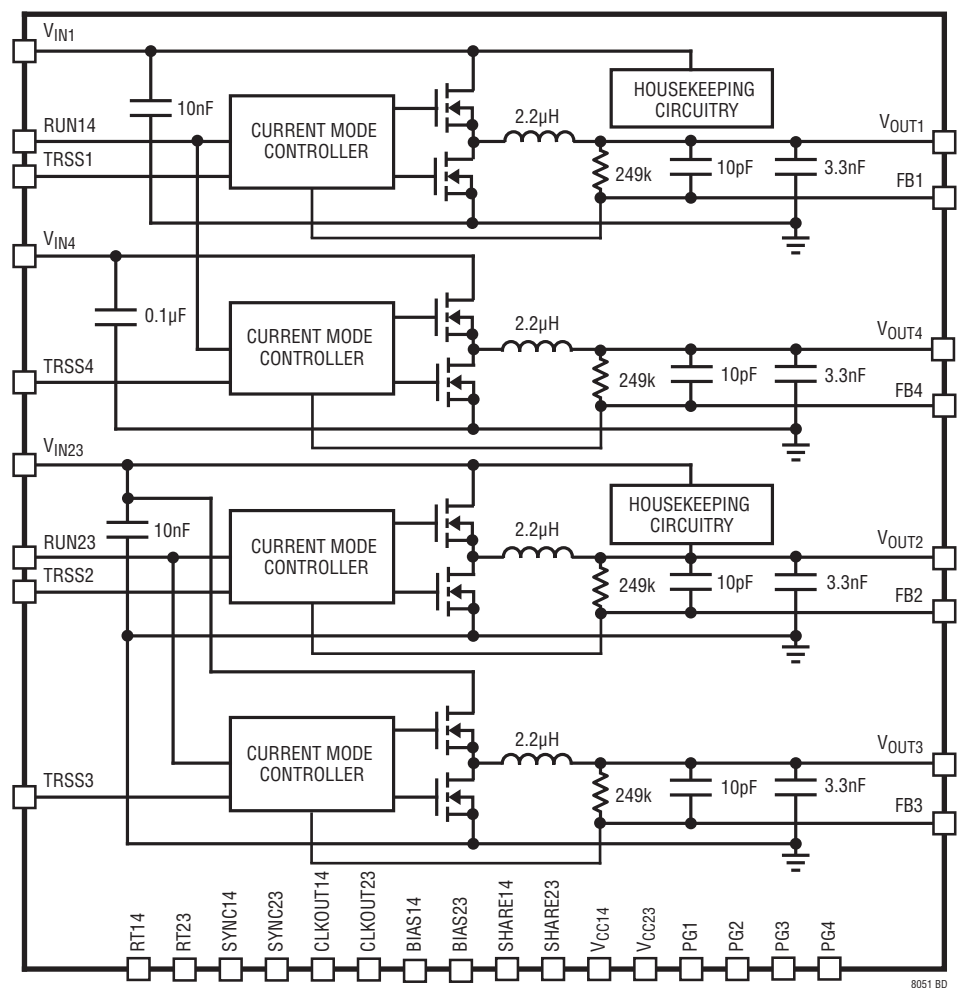 VIN1
10nF
RUN14
TRSS1
CURRENT MODE
CONTROLLER
2.2µH
HOUSEKEEPING
CIRCUITRY
249k
10pF
3.3nF
VOUT1
FB1
VIN4
0.1µF
TRSS4
CURRENT MODE
CONTROLLER
2.2µH
249k
10pF
3.3nF
VOUT4
FB4
VIN23
10nF
RUN23
TRSS2
CURRENT MODE
CONTROLLER
2.2µH
HOUSEKEEPING
CIRCUITRY
249k
10pF
3.3nF
VOUT2
FB2
TRSS3
CURRENT MODE
CONTROLLER
2.2µH
249k
10pF
3.3nF
VOUT3
FB3
RT14
RT23
SYNC14
SYNC23
CLKOUT14
CLKOUT23
BIAS14
BIAS23
SHARE14
SHARE23
VCC14
VCC23
PG1
PG2
PG3
PG4
8051 BD